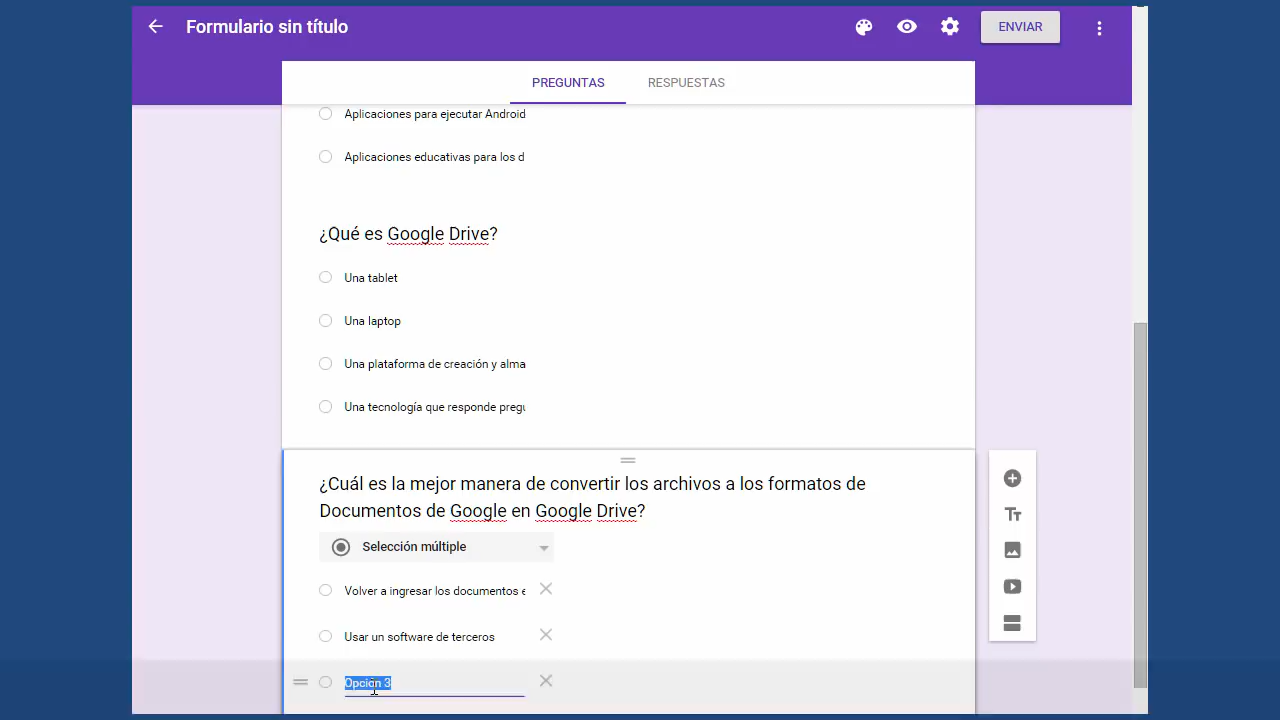 Formulario sin título
ENVIAR
PREGUNTAS
RESPUESTAS
Aplicaciones para ejecutar Android
Aplicaciones educativas para los d
¿Qué es Google Drive?
Una tablet
Una laptop
Una plataforma de creación y alma
Una tecnología que responde pregu
¿Cuál es la mejor manera de convertir los archivos a los formatos de
Documentos de Google en Google Drive?
Selección múltiple
Volver a ingresar los documentos e
Usar un software de terceros
Opción 3